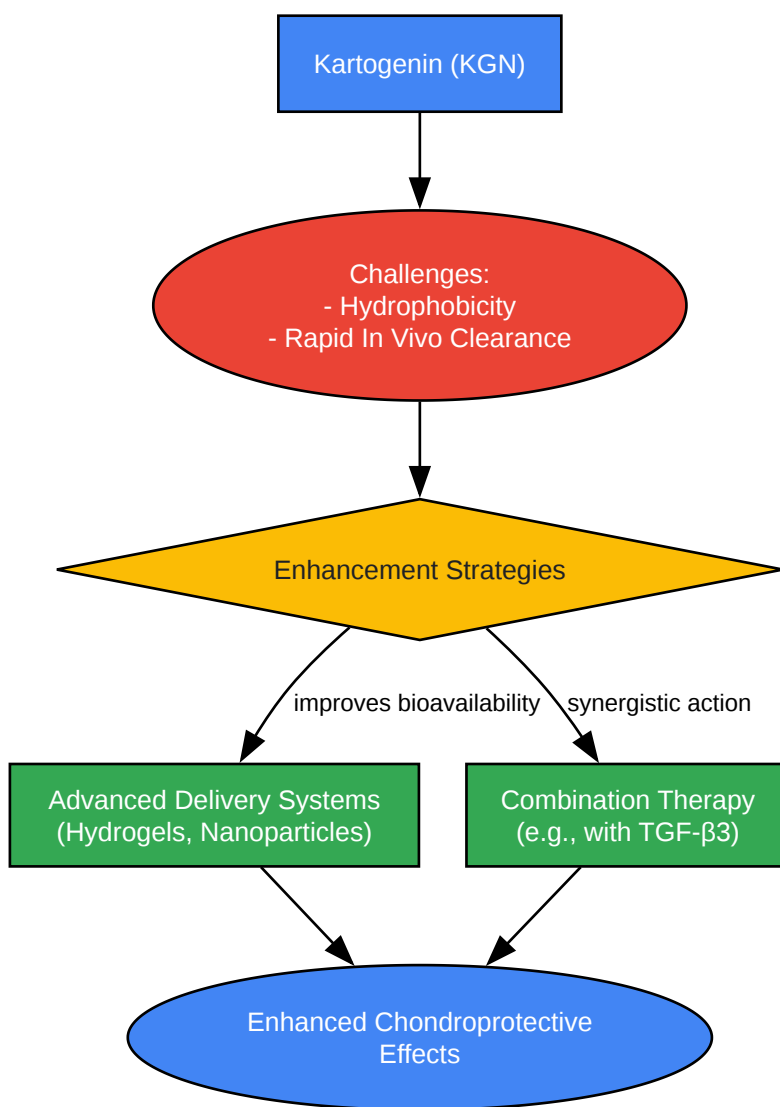 Kartogenin (KGN)
Challenges:
- Hydrophobicity
- Rapid In Vivo Clearance
Enhancement Strategies
improves bioavailability
synergistic action
Advanced Delivery Systems
(Hydrogels, Nanoparticles)
Combination Therapy
(e.g., with TGF-β3)
Enhanced Chondroprotective
Effects